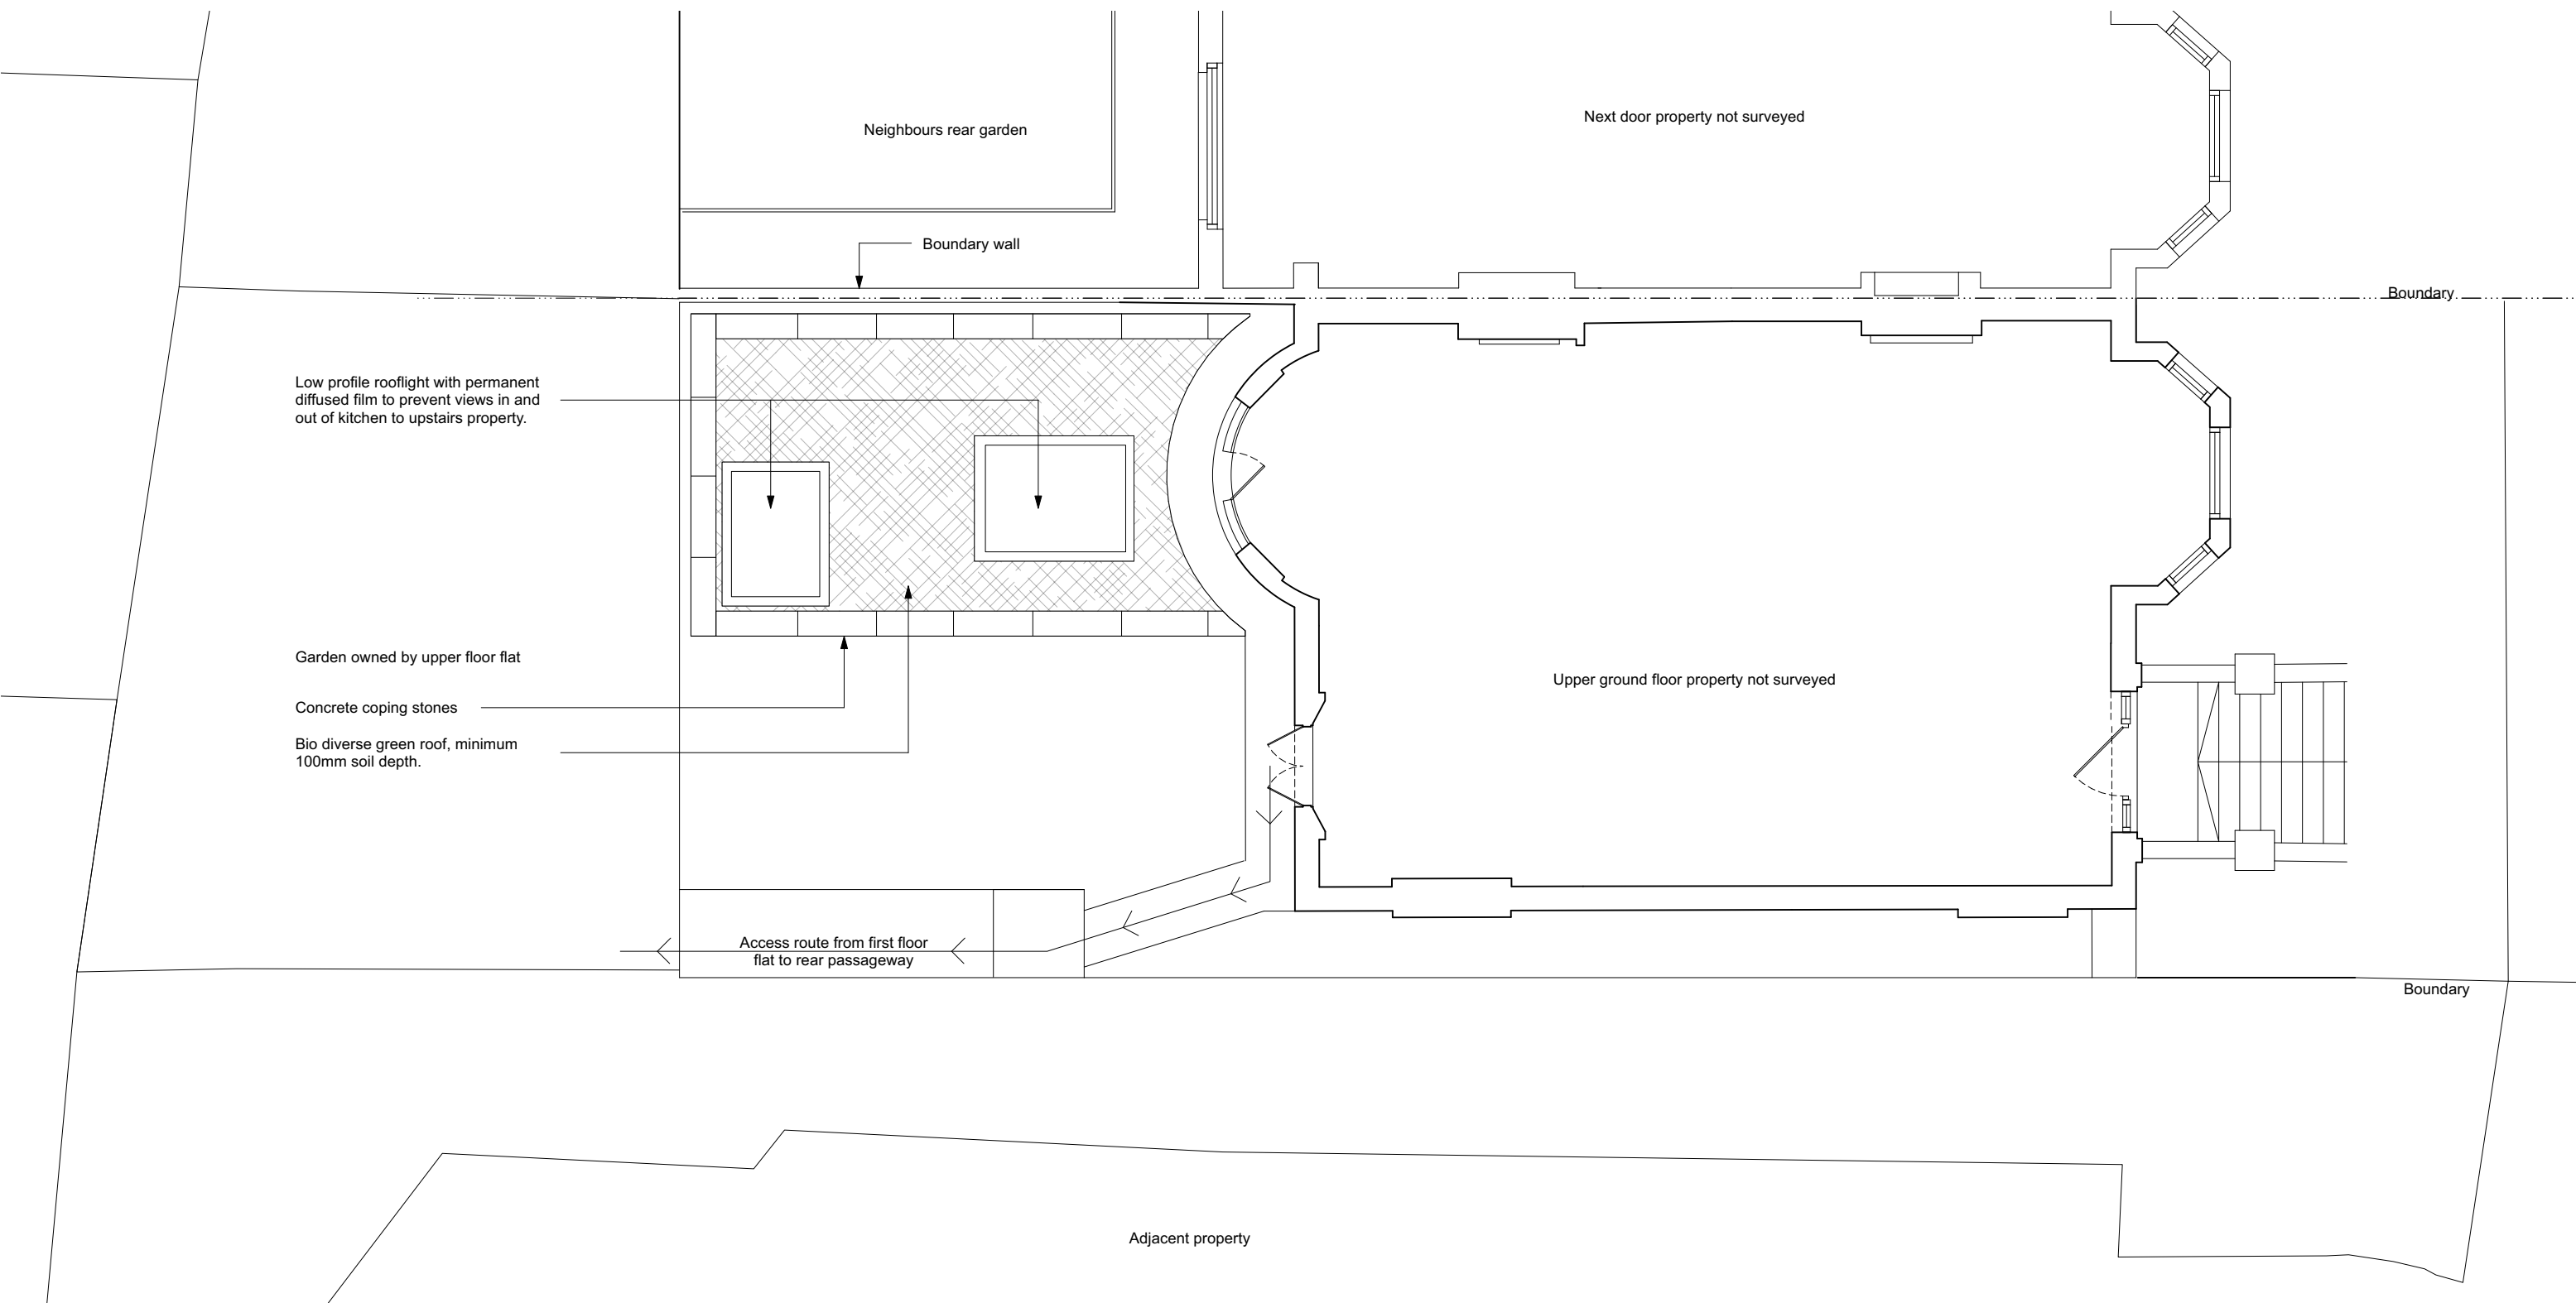 Neighbours rear garden
Next door property not surveyed
Boundary wall
Boundary
Low profile rooflight with permanent
diffused film to prevent views in and
out of kitchen to upstairs property.
Garden owned by upper floor flat
Upper ground floor property not surveyed
Concrete coping stones
Bio diverse green roof, minimum
100mm soil depth.
Access route from first floor
flat to rear passageway
Boundary
Adjacent property